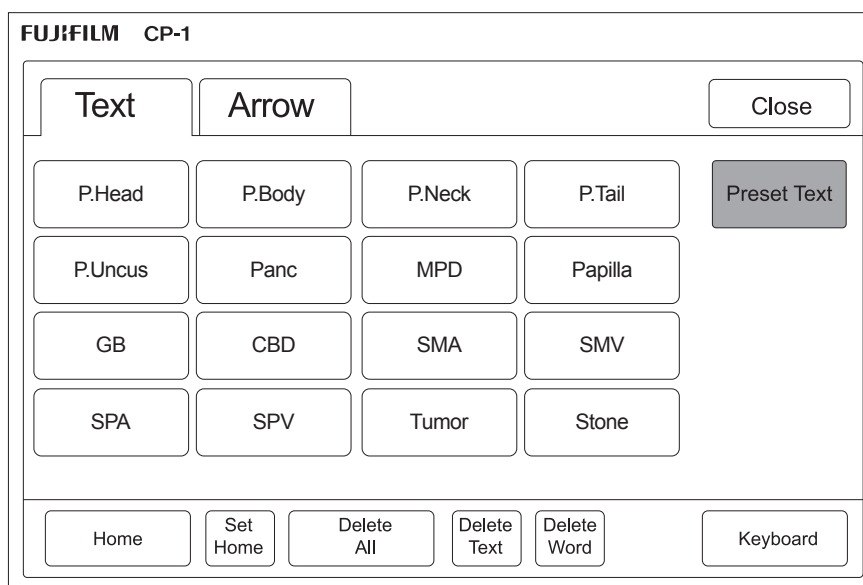 FUJIFILM CP-1
Text Arrow Close
P.Head P.Body P.Neck P.Tail Preset Text
P.Uncus Panc MPD Papilla
GB CBD SMA SMV
SPA SPV Tumor Stone
Home Set Home Delete All Delete Text Delete Word Keyboard